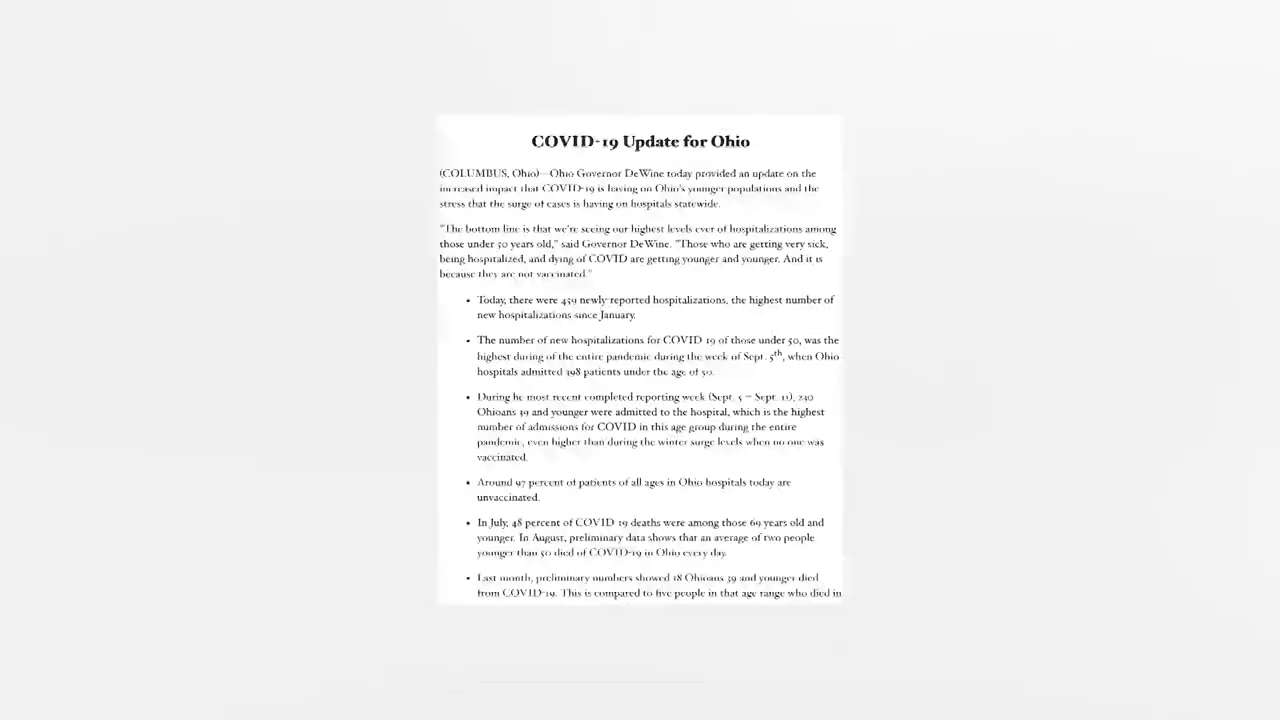 COVID-19 Update for Ohio
(COLUMBUS, Ohio)—Ohio Governor DeWine today provided an update on the
increased impact that COVID-19 is having on Ohio's younger populations and the
stress that the surge of cases is having on hospitals statewide.
"The bottom line is that we're seeing our highest levels ever of hospitalizations among
those under 50 years old," said Governor DeWine. "Those who are getting very sick,
being hospitalized, and dying of COVID are getting younger and younger. And it is
because they are not vaccinated."
• Today, there were 459 newly reported hospitalizations, the highest number of
new hospitalizations since January.
• The number of new hospitalizations for COVID 19 of those under 50, was the
highest during of the entire pandemic during the week of Sept. 5th, when Ohio
hospitals admitted 398 patients under the age of 50.
• During he most recent completed reporting week (Sept. 5 – Sept. 11), 230
Ohioans 39 and younger were admitted to the hospital, which is the highest
number of admissions for COVID in this age group during the entire
pandemic, even higher than during the winter surge levels when no one was
vaccinated.
• Around 97 percent of patients of all ages in Ohio hospitals today are
unvaccinated.
• In July, 48 percent of COVID 19 deaths were among those 69 years old and
younger. In August, preliminary data shows that an average of two people
younger than 50 died of COVID-19 in Ohio every day.
• Last month, preliminary numbers showed 18 Ohioans 39 and younger died
from COVID-19. This is compared to five people in that age range who died in